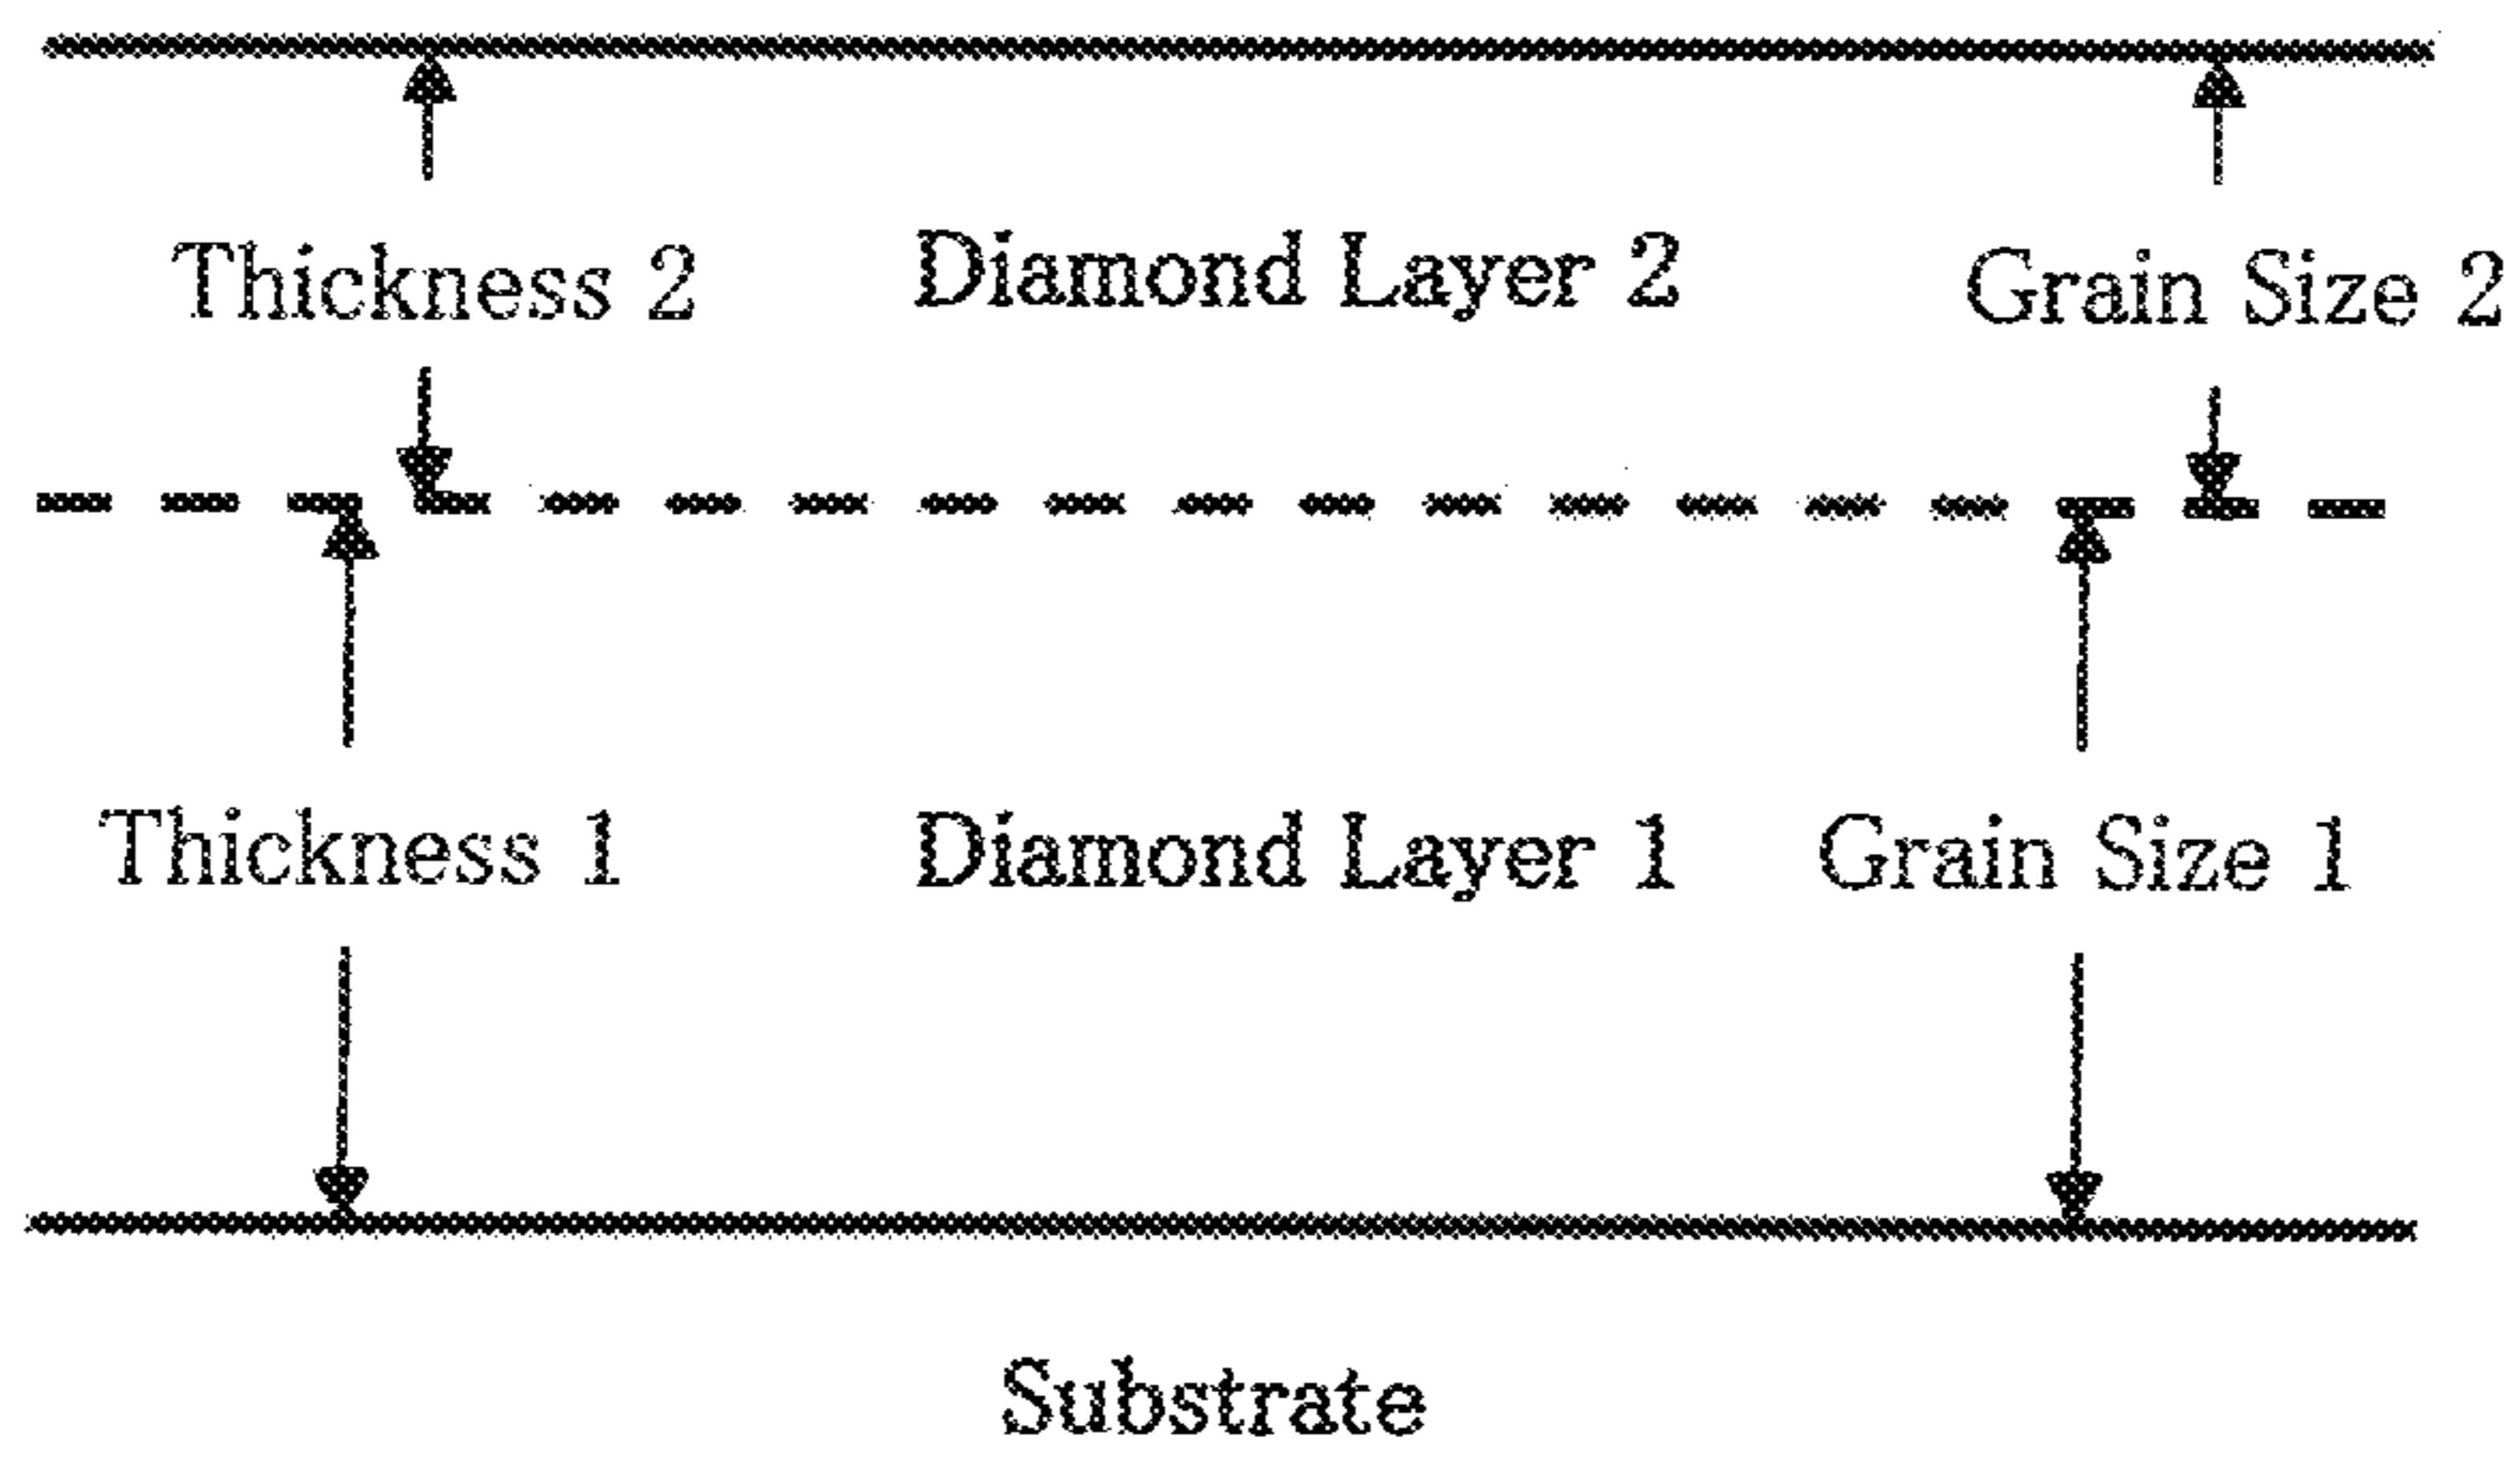 Thickness 2 Diamond Layer 2 Grain Size 2
Thickness 1 Diamond Layer 1 Grain Size 1
Substrate